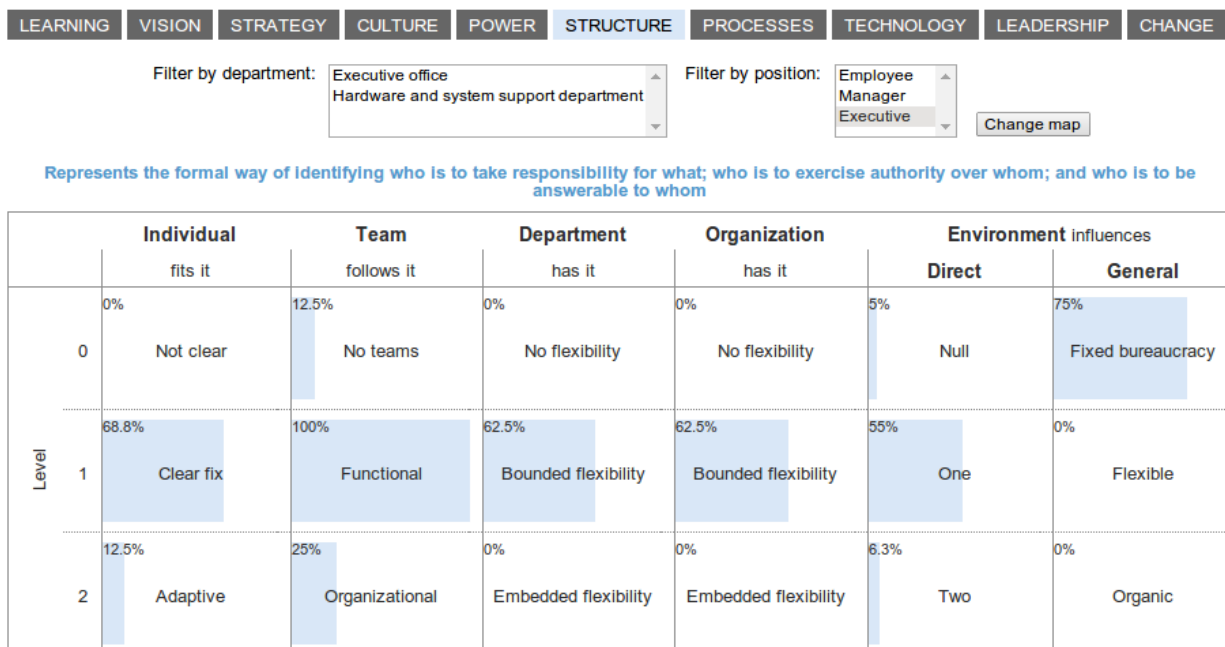 LEARNING VISION STRATEGY CULTURE POWER STRUCTURE PROCESSES TECHNOLOGY LEADERSHIP CHANGE
Filter by department: Executive office Filter by position: Employee
Hardware and system support department Manager
Executive Change map
Represents the formal way of identifying who is to take responsibility for what; who is to exercise authority over whom; and who is to be
answerable to whom
Individual Team Department Organization Environment influences
fits it follows it has it has it Direct General
0% 12.5% 0% 0% 5% 75%
0 Not clear No teams No flexibility No flexibility Null Fixed bureaucracy
68.8% 100% 62.5% 62.5% 55% 0%
Level 1 Clear fix Functional Bounded flexibility Bounded flexibility One Flexible
12.5% 25% 0% 0% 6.3% 0%
2 Adaptive Organizational Embedded flexibility Embedded flexibility Two Organic